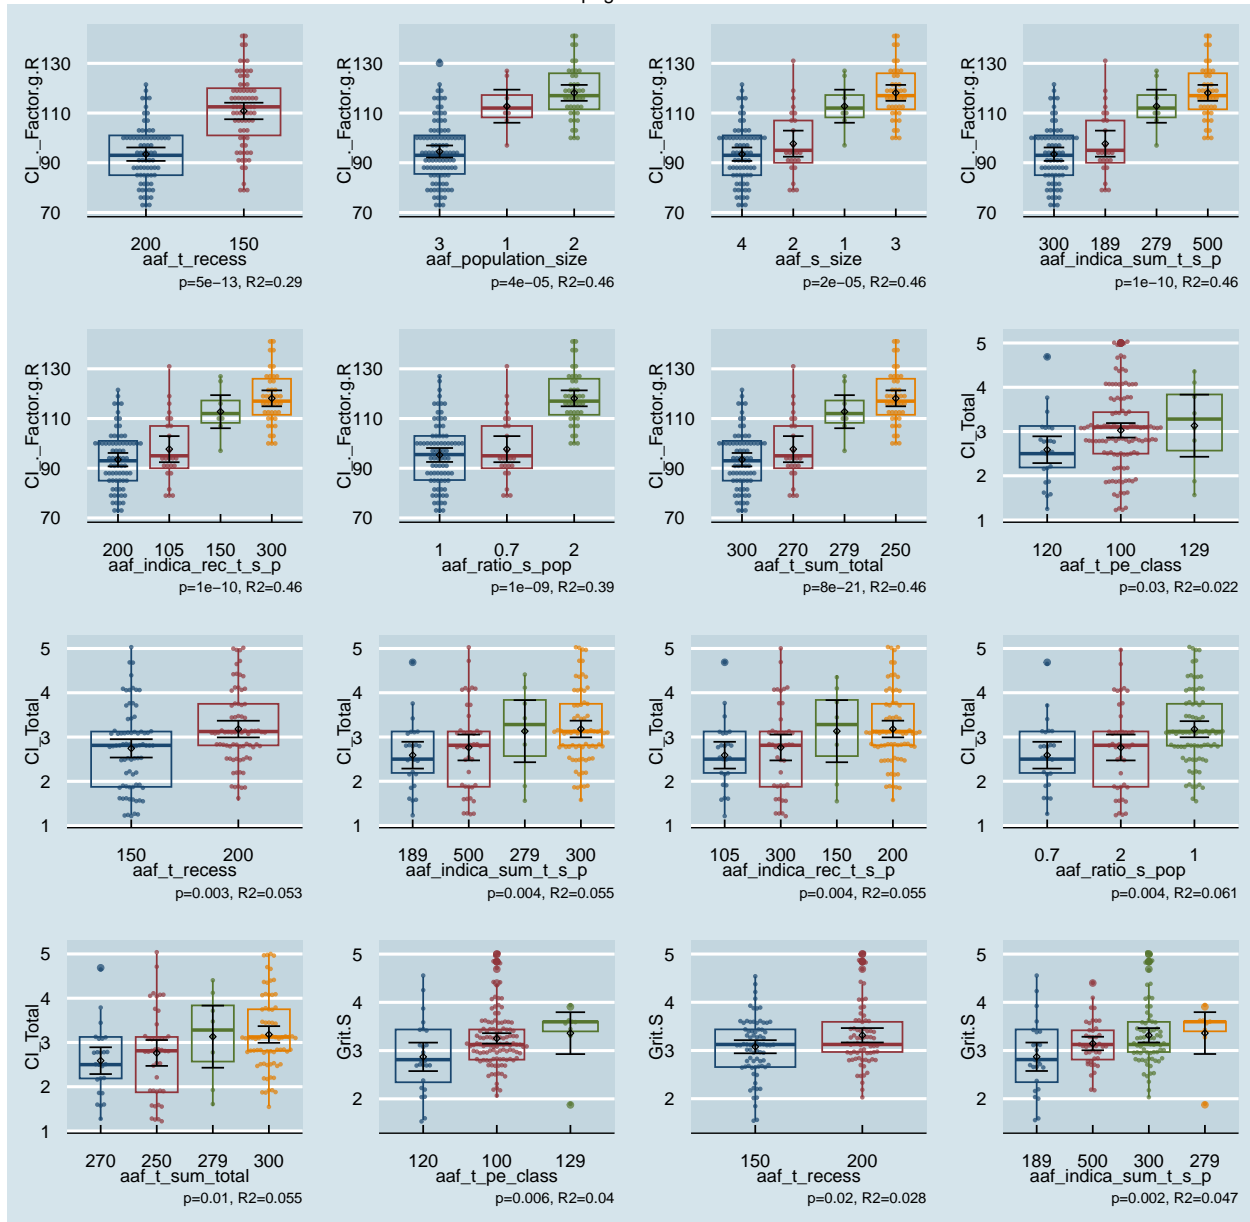 130
110
90
70
CI_._Factor.g.R
200 150
aaf_t_recess
p=5e−13, R2=0.29
130
110
90
70
CI_._Factor.g.R
3 1 2
aaf_population_size
p=4e−05, R2=0.46
130
110
90
70
CI_._Factor.g.R
4 2 1 3
aaf_s_size
p=2e−05, R2=0.46
130
110
90
70
CI_._Factor.g.R
300 189 279 500
aaf_indica_sum_t_s_p
p=1e−10, R2=0.46
130
110
90
70
CI_._Factor.g.R
200 105 150 300
aaf_indica_rec_t_s_p
p=1e−10, R2=0.46
130
110
90
70
CI_._Factor.g.R
1 0.7 2
aaf_ratio_s_pop
p=1e−09, R2=0.39
130
110
90
70
CI_._Factor.g.R
300 270 279 250
aaf_t_sum_total
p=8e−21, R2=0.46
5
4
3
2
1
CI_Total
120 100 129
aaf_t_pe_class
p=0.03, R2=0.022
5
4
3
2
1
CI_Total
150 200
aaf_t_recess
p=0.003, R2=0.053
5
4
3
2
1
CI_Total
189 500 279 300
aaf_indica_sum_t_s_p
p=0.004, R2=0.055
5
4
3
2
1
CI_Total
105 300 150 200
aaf_indica_rec_t_s_p
p=0.004, R2=0.055
5
4
3
2
1
CI_Total
0.7 2 1
aaf_ratio_s_pop
p=0.004, R2=0.061
5
4
3
2
1
CI_Total
270 250 279 300
aaf_t_sum_total
p=0.01, R2=0.055
5
4
3
2
Grit.S
120 100 129
aaf_t_pe_class
p=0.006, R2=0.04
5
4
3
2
Grit.S
150 200
aaf_t_recess
p=0.02, R2=0.028
5
4
3
2
Grit.S
189 500 300 279
aaf_indica_sum_t_s_p
p=0.002, R2=0.047